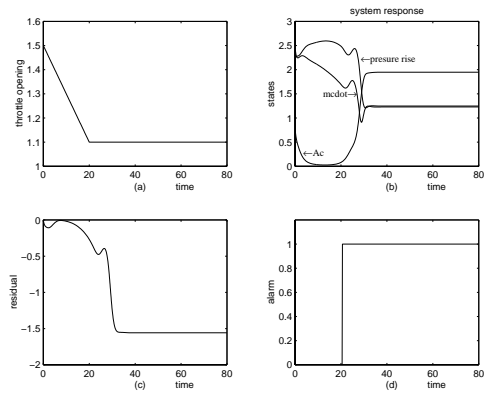 system response
throttle opening
1.6
1.5
1.4
1.3
1.2
1.1
1
0 20 40 60 80
(a) time
states
3
2.5
2
1.5
1
0.5
0
←presure rise
mcdot→
←Ac
0 20 40 60 80
(b) time
residual
0
−0.5
−1
−1.5
−2
0 20 40 60 80
(c) time
alarm
1
0.8
0.6
0.4
0.2
0
0 20 40 60 80
(d) time